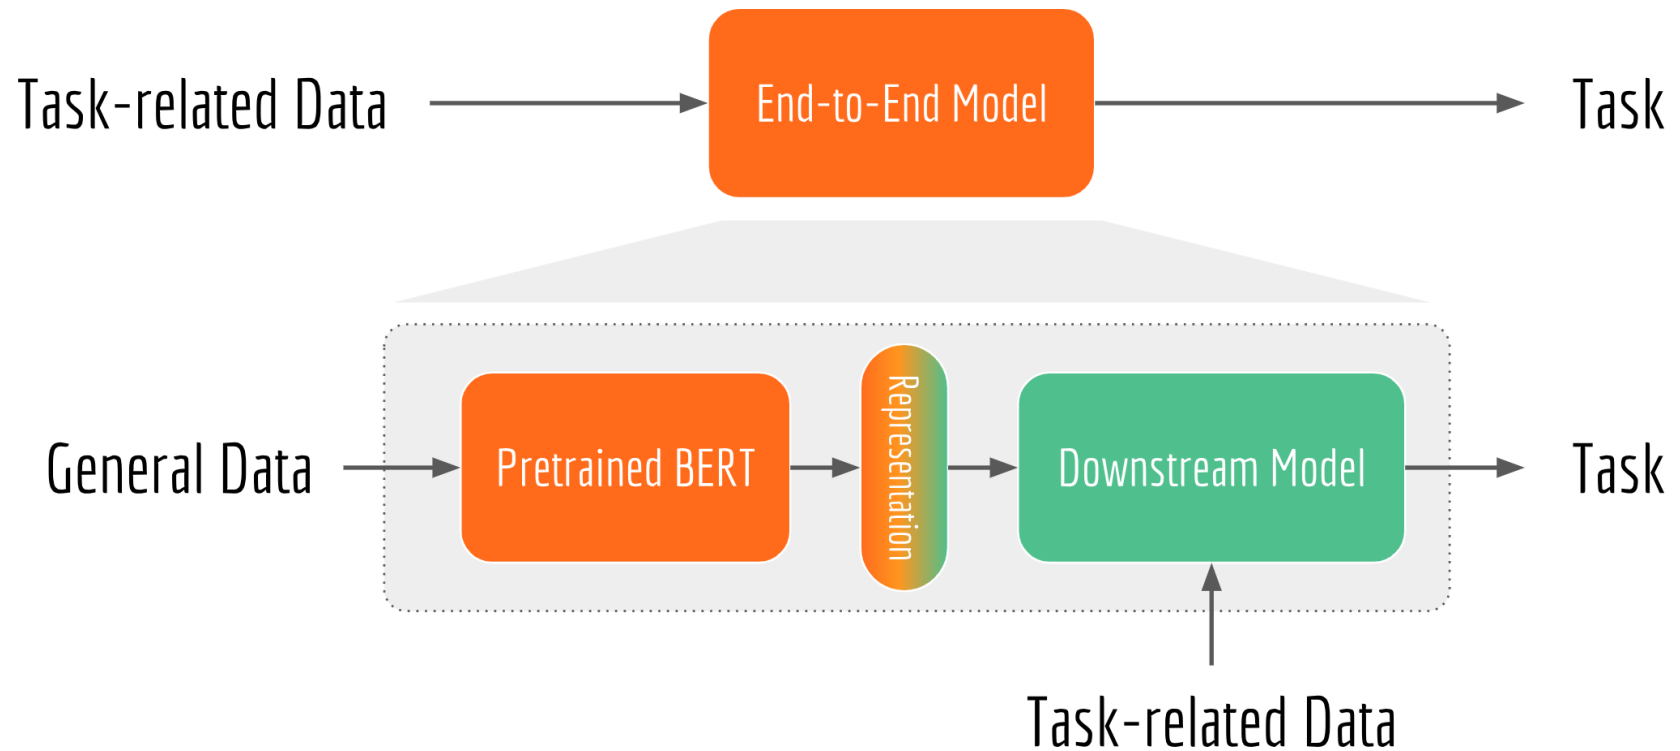 Task-related Data
End-to-End Model
Task
General Data
Pretrained BERT
Representation
Downstream Model
Task
Task-related Data